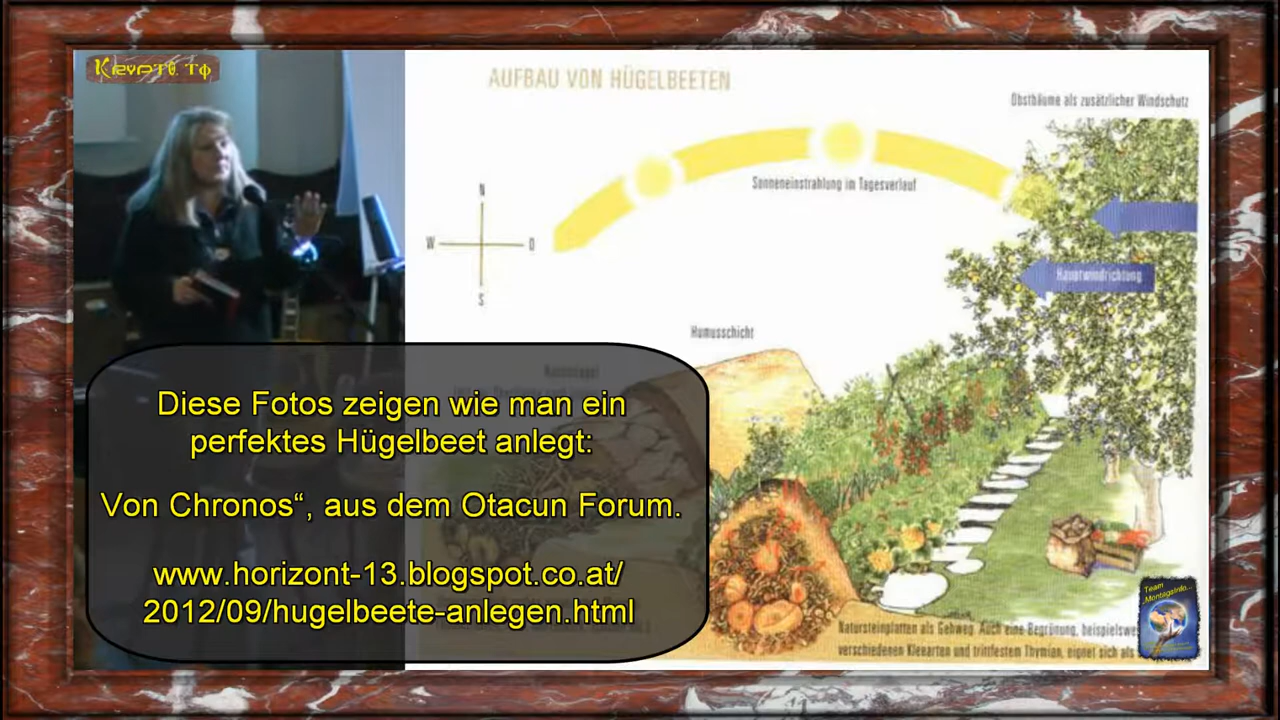 Krypto TV
AUFBAU VON HÜGELBEETEN
Obstbäume als zusätzlicher Windschutz
Sonneneinstrahlung im Tagesverlauf
N
W
O
S
Hauptwindrichtung
Humusschicht
Diese Fotos zeigen wie man ein
perfektes Hügelbeet anlegt:
Von Chronos“, aus dem Otacun Forum.
www.horizont-13.blogspot.co.at/
2012/09/hugelbeete-anlegen.html
Team
MontagsInfo...
Natursteinplatten als Gehweg. Auch eine Begrünung, beispielswe
verschiedenen Kleearten und trittfestem Thymian, eignet sich als